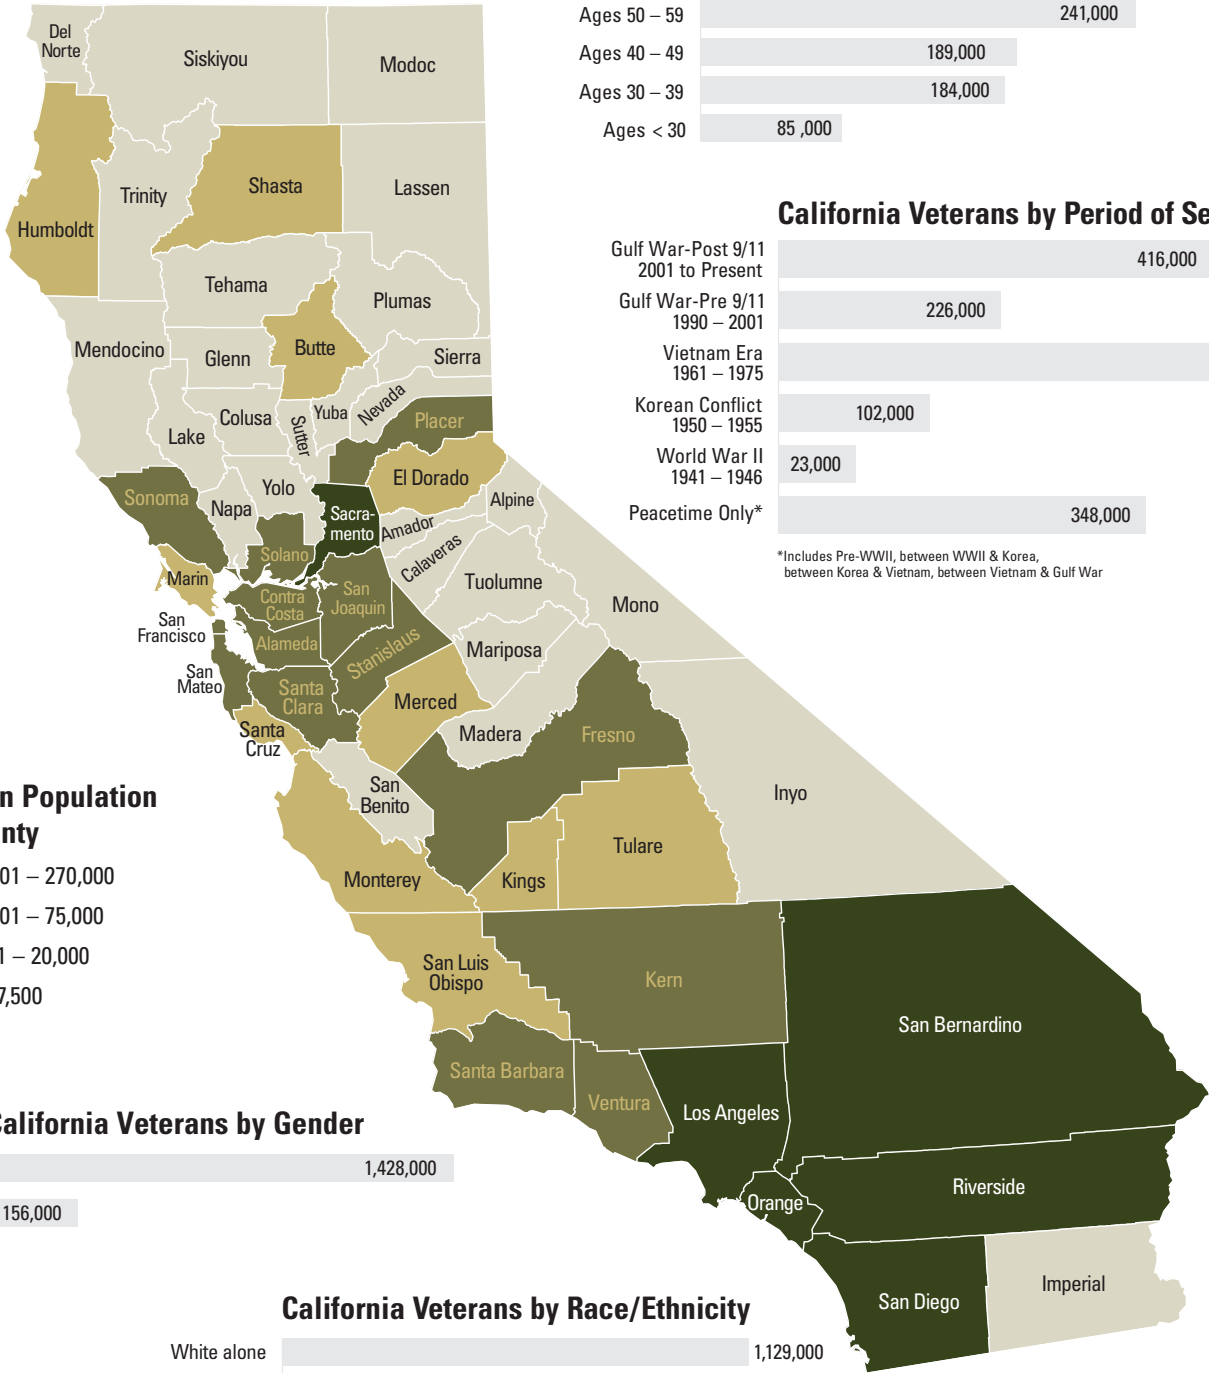 Ages 50 – 59 241,000
Ages 40 – 49 189,000
Ages 30 – 39 184,000
Ages < 30 85 ,000
California Veterans by Period of Se
Gulf War-Post 9/11
2001 to Present
416,000
Gulf War-Pre 9/11
1990 – 2001
226,000
Vietnam Era
1961 – 1975
Korean Conflict
1950 – 1955
102,000
World War II
1941 – 1946
23,000
Peacetime Only*
348,000
*Includes Pre-WWII, between WWII & Korea,
between Korea & Vietnam, between Vietnam & Gulf War
Del
Norte
Siskiyou
Modoc
Humboldt
Trinity
Shasta
Lassen
Tehama
Plumas
Mendocino
Glenn
Butte
Sierra
Lake
Colusa
Sutter
Yuba
Nevada
Placer
Sonoma
Napa
Yolo
Sacra-
mento
El Dorado
Alpine
Amador
Solano
Calaveras
Marin
Contra
Costa
San
Joaquin
Tuolumne
Mono
San
Francisco
Alameda
Stanislaus
Mariposa
San
Mateo
Santa
Clara
Merced
Santa
Cruz
Madera
Fresno
San
Benito
Inyo
Monterey
Kings
Tulare
San Luis
Obispo
Kern
San Bernardino
Santa Barbara
Ventura
Los Angeles
Orange
Riverside
San Diego
Imperial
n Population
nty
01 – 270,000
01 – 75,000
1 – 20,000
7,500
California Veterans by Gender
1,428,000
156,000
California Veterans by Race/Ethnicity
White alone 1,129,000